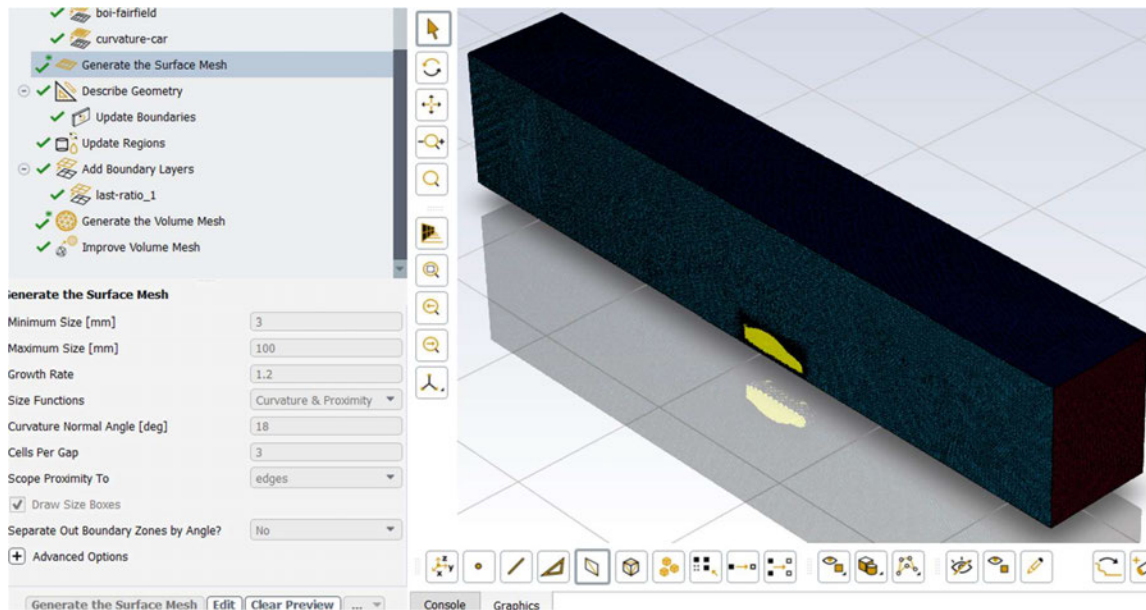 boi-fairfield
curvature-car
Generate the Surface Mesh
Describe Geometry
Update Boundaries
Update Regions
Add Boundary Layers
last-ratio_1
Generate the Volume Mesh
Improve Volume Mesh
Generate the Surface Mesh
Minimum Size [mm] 3
Maximum Size [mm] 100
Growth Rate 1.2
Size Functions Curvature & Proximity
Curvature Normal Angle [deg] 18
Cells Per Gap 3
Scope Proximity To edges
Draw Size Boxes
Separate Out Boundary Zones by Angle? No
+ Advanced Options
Generate the Surface Mesh Edit Clear Preview ...
Console Graphics